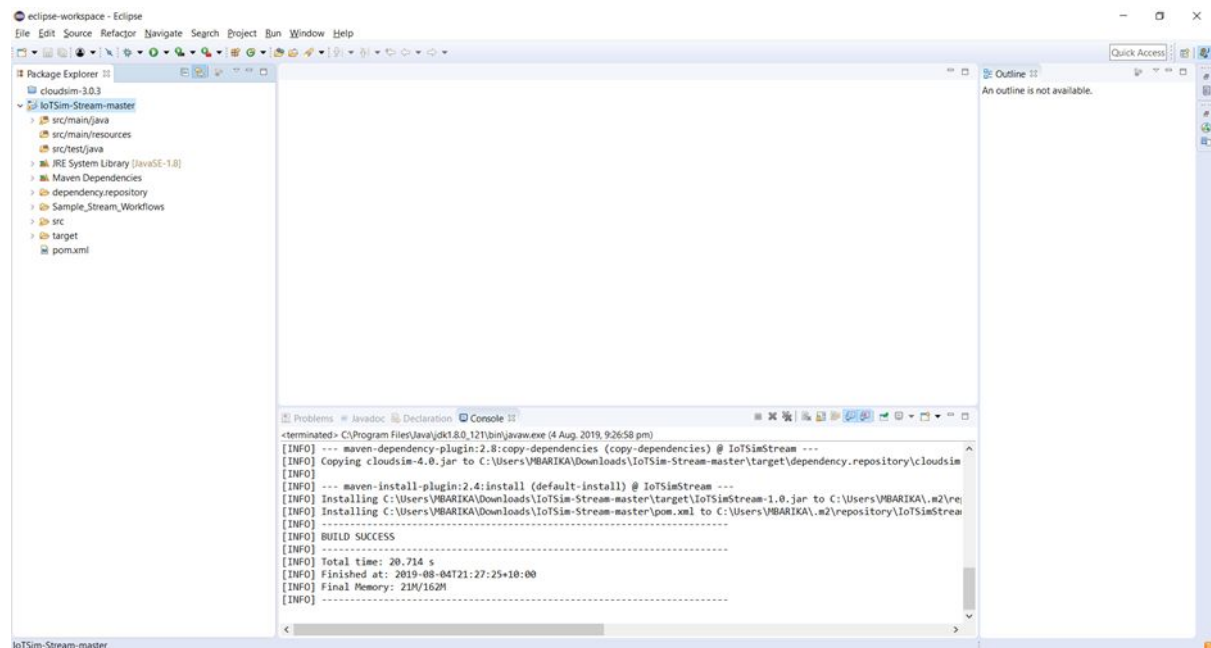 eclipse-workspace - Eclipse
File Edit Source Refactor Navigate Search Project Run Window Help
Quick Access
Package Explorer
cloudsim-3.0.3
IoTSim-Stream-master
src/main/java
src/main/resources
src/test/java
JRE System Library [JavaSE-1.8]
Maven Dependencies
dependency.repository
Sample_Stream_Workflows
src
target
pom.xml
Outline
An outline is not available.
Problems Javadoc Declaration Console
<terminated> C:\Program Files\Java\jdk1.8.0_121\bin\javaw.exe (4 Aug. 2019, 9:26:58 pm)
[INFO] --- maven-dependency-plugin:2.8:copy-dependencies (copy-dependencies) @ IoTSimStream ---
[INFO] Copying cloudsim-4.0.jar to C:\Users\MBARIKA\Downloads\IoTSim-Stream-master\target\dependency.repository\cloudsim
[INFO]
[INFO] --- maven-install-plugin:2.4:install (default-install) @ IoTSimStream ---
[INFO] Installing C:\Users\MBARIKA\Downloads\IoTSim-Stream-master\target\IoTSimStream-1.0.jar to C:\Users\MBARIKA\.m2\rep
[INFO] Installing C:\Users\MBARIKA\Downloads\IoTSim-Stream-master\pom.xml to C:\Users\MBARIKA\.m2\repository\IoTSimStrea
[INFO] ------------------------------------------------------------------------
[INFO] BUILD SUCCESS
[INFO] ------------------------------------------------------------------------
[INFO] Total time: 20.714 s
[INFO] Finished at: 2019-08-04T21:27:25+10:00
[INFO] Final Memory: 21M/162M
[INFO] ------------------------------------------------------------------------
IoTSim-Stream-master